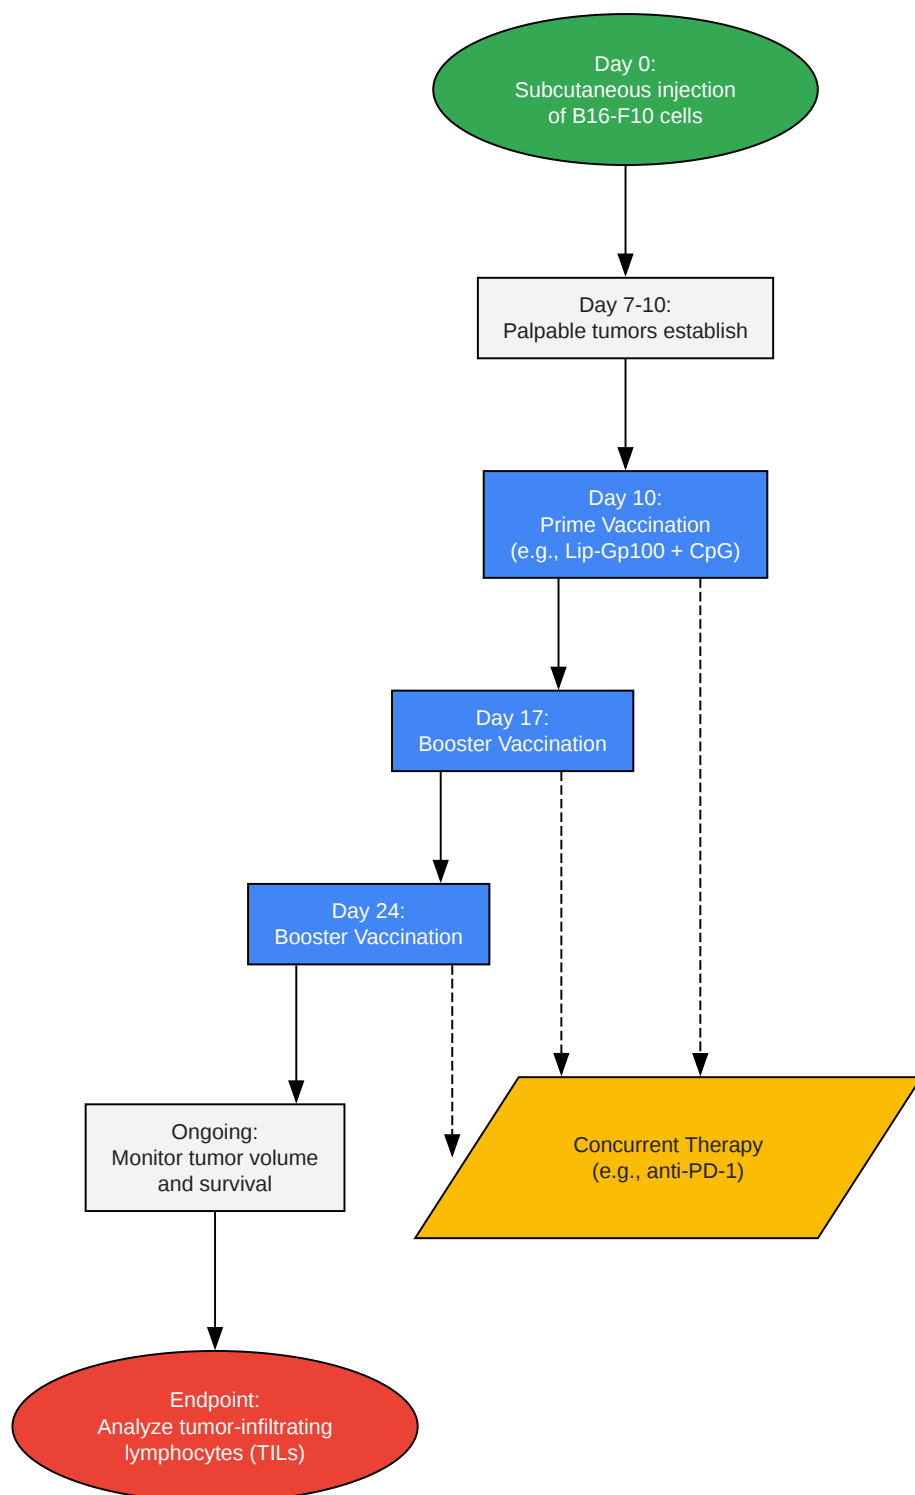 Day 0:
Subcutaneous injection
of B16-F10 cells
Day 7-10:
Palpable tumors establish
Day 10:
Prime Vaccination
(e.g., Lip-Gp100 + CpG)
Day 17:
Booster Vaccination
Day 24:
Booster Vaccination
Ongoing:
Monitor tumor volume
and survival
Concurrent Therapy
(e.g., anti-PD-1)
Endpoint:
Analyze tumor-infiltrating
lymphocytes (TILs)